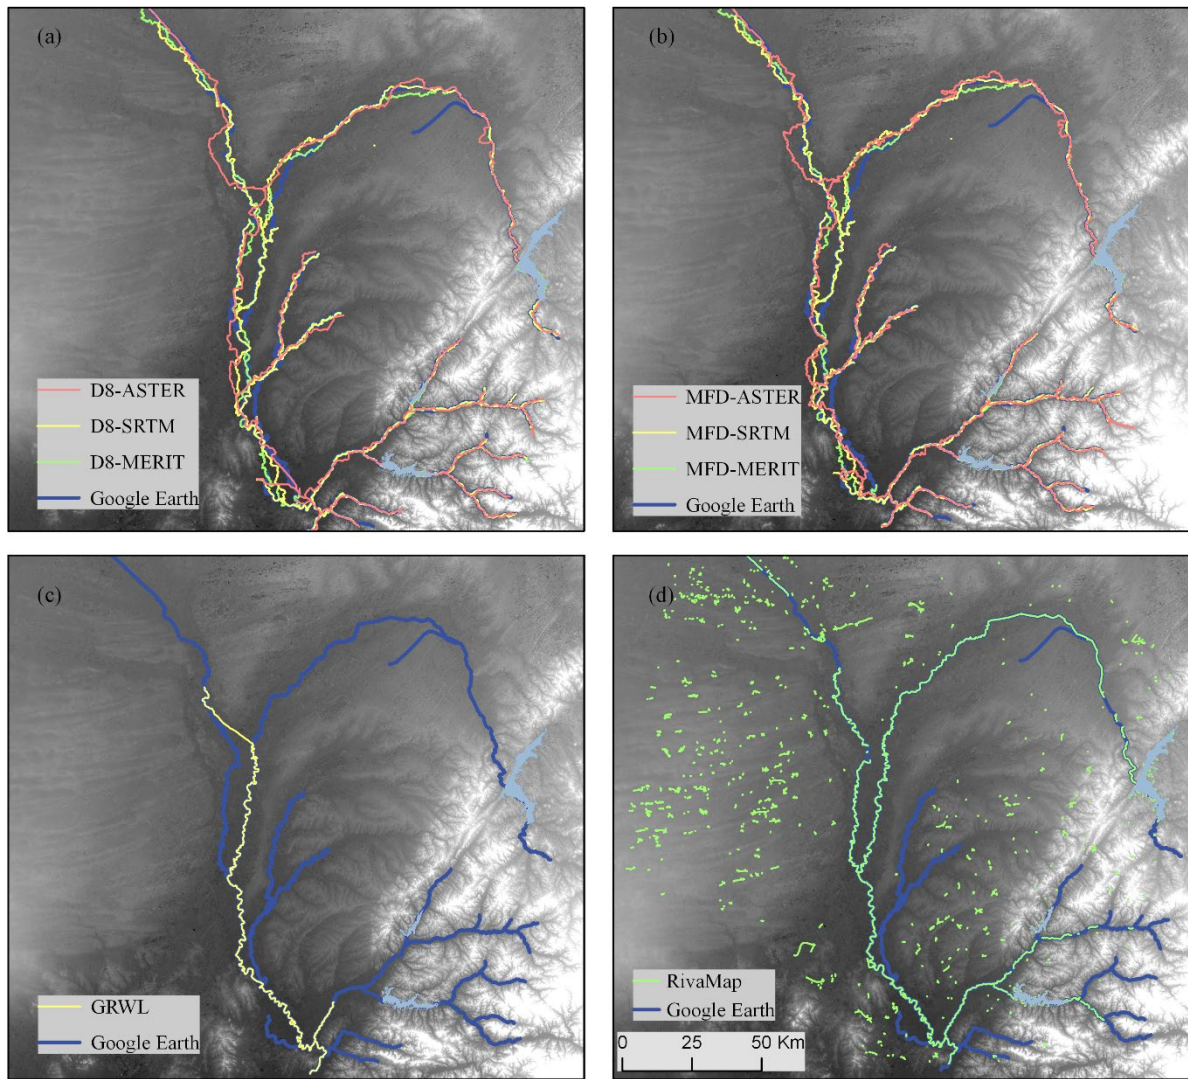 (a)
D8-ASTER
D8-SRTM
D8-MERIT
Google Earth
(b)
MFD-ASTER
MFD-SRTM
MFD-MERIT
Google Earth
(c)
GRWL
Google Earth
(d)
RivaMap
Google Earth
0 25 50 Km